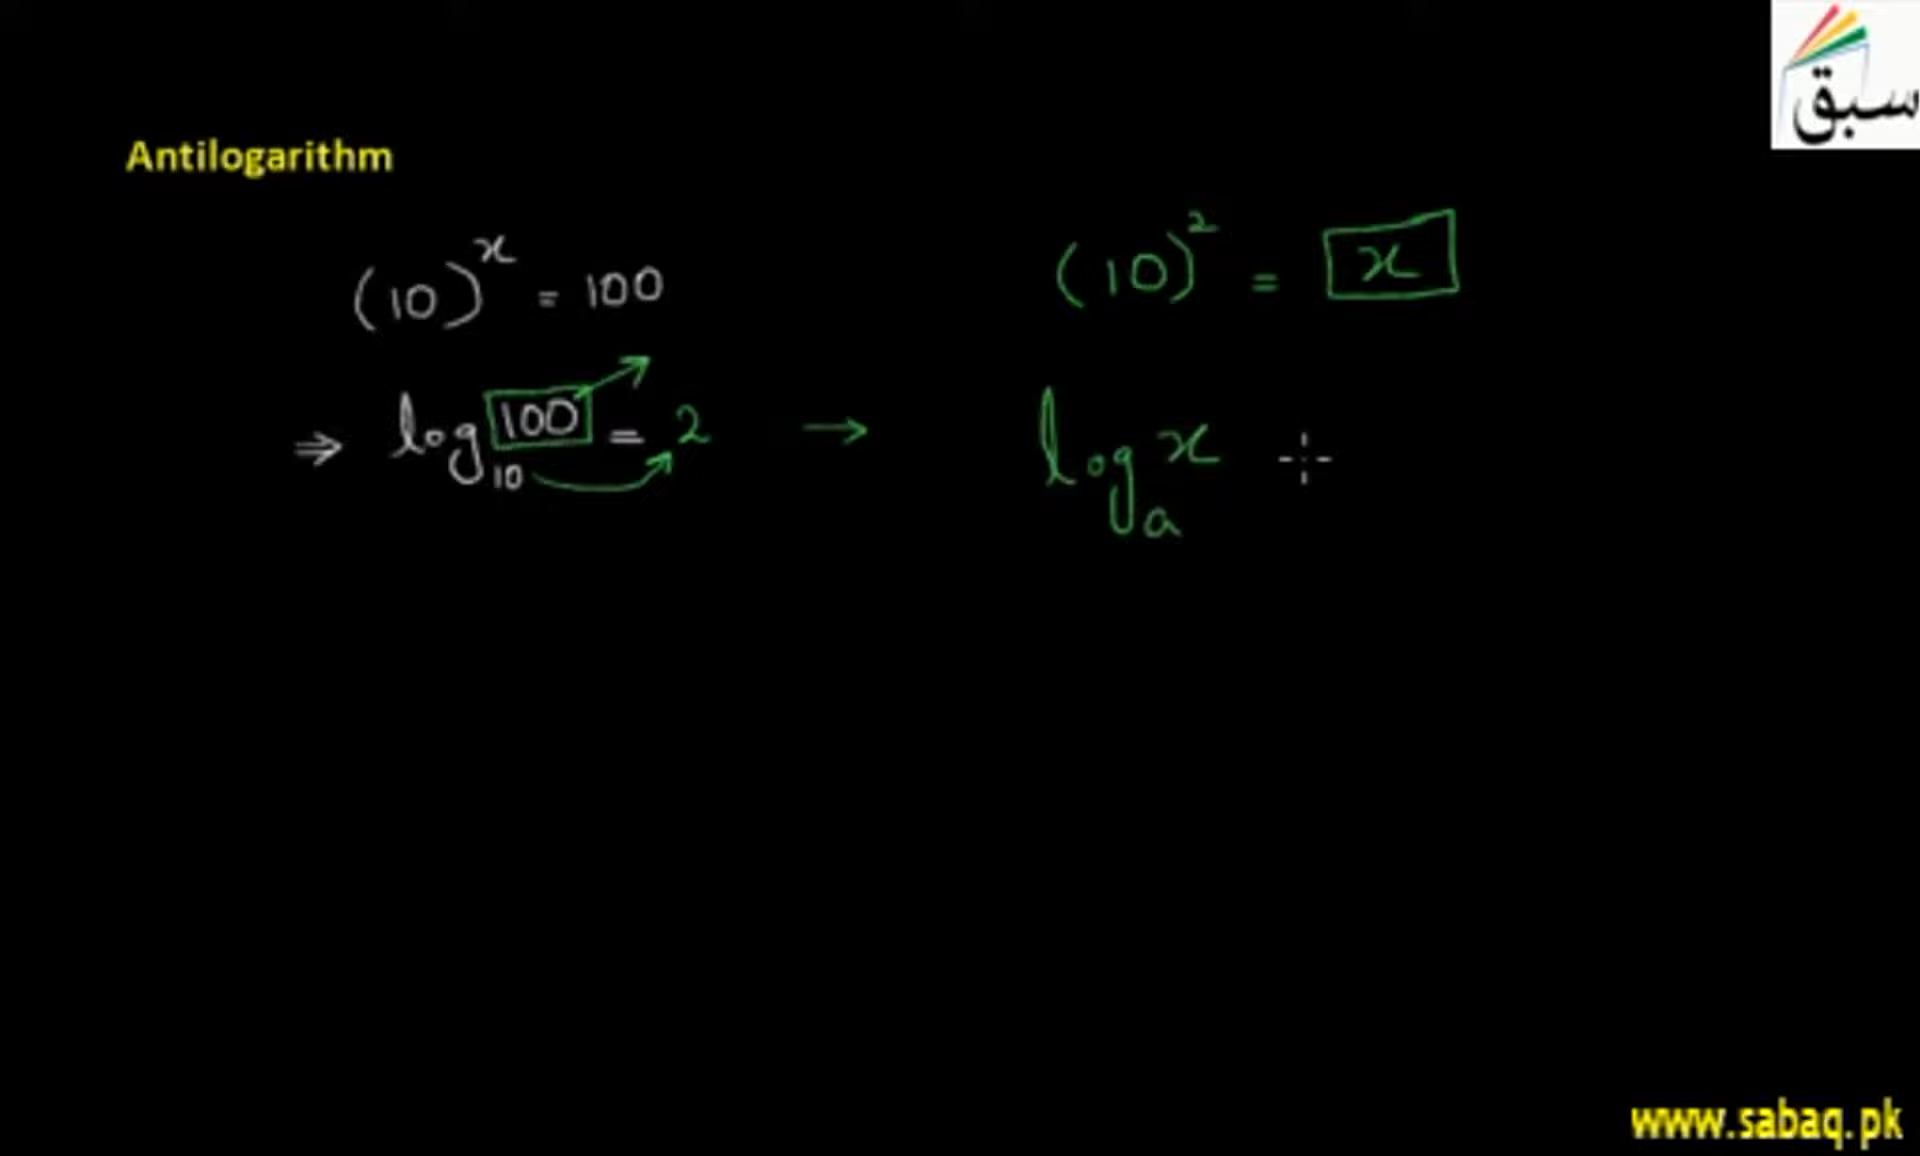 سبق
Antilogarithm
(10)^x = 100
(10)^2 = x
⇒ log_10 100 = 2 → log_a x
www.sabaq.pk